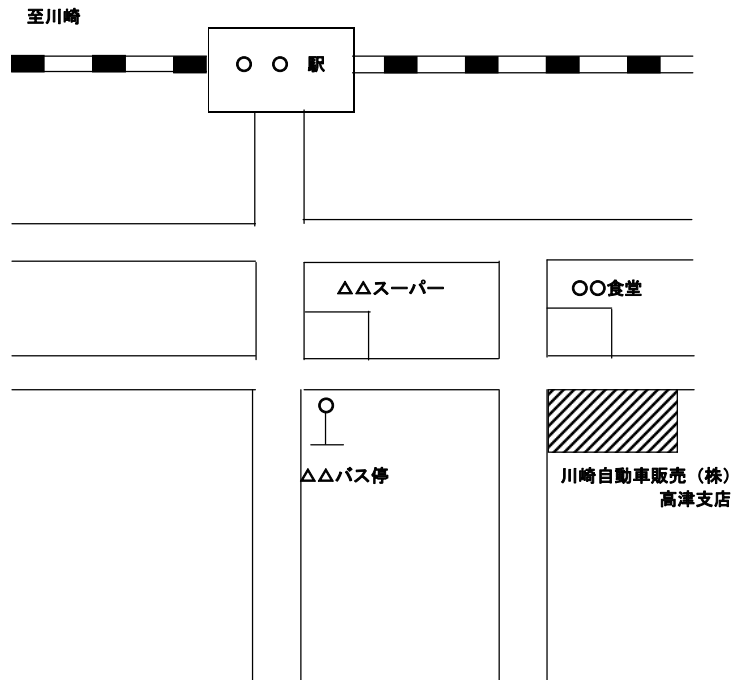 至川崎
○ ○ 駅
△△スーパー
○○食堂
△△バス停
川崎自動車販売（株）
高津支店